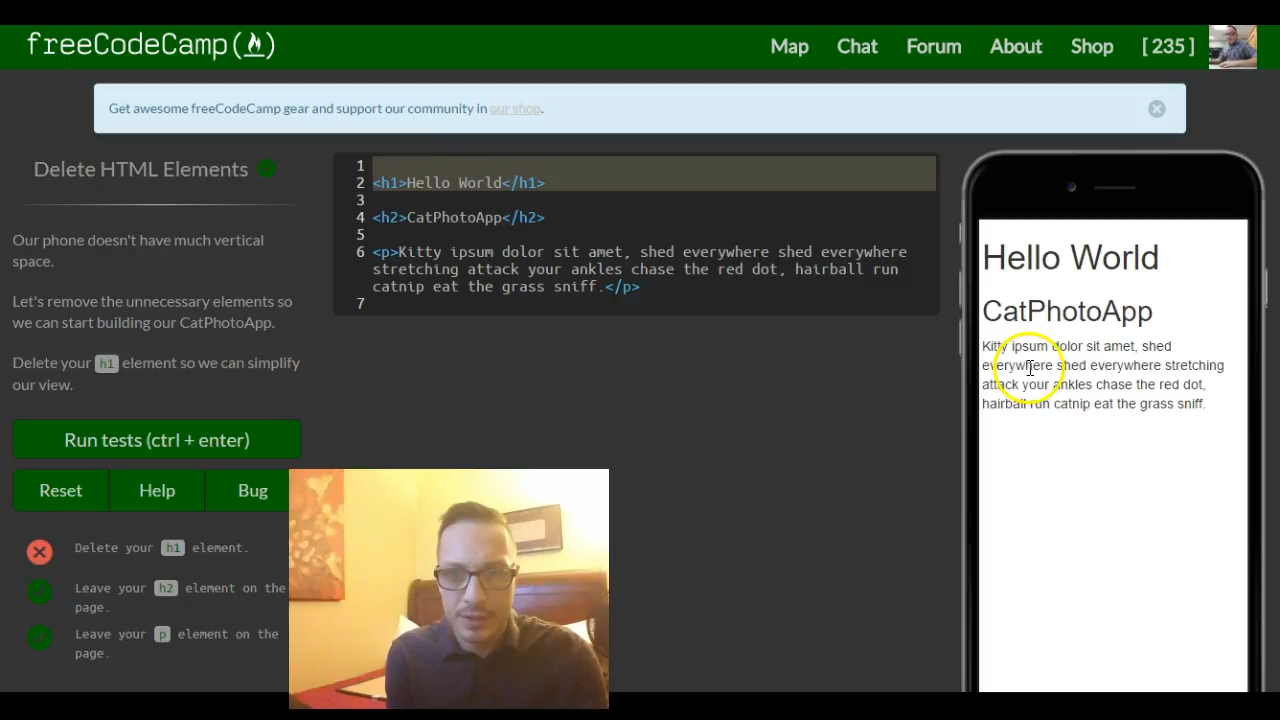 freeCodeCamp
Map
Chat
Forum
About
Shop
[ 235 ]
Get awesome freeCodeCamp gear and support our community in our shop.
Delete HTML Elements
Our phone doesn't have much vertical
space.
Let's remove the unnecessary elements so
we can start building our CatPhotoApp.
Delete your h1 element so we can simplify
our view.
Run tests (ctrl + enter)
Reset
Help
Bug
Delete your h1 element.
Leave your h2 element on the
page.
Leave your p element on the
page.
1
2 <h1>Hello World</h1>
3
4 <h2>CatPhotoApp</h2>
5
6 <p>Kitty ipsum dolor sit amet, shed everywhere shed everywhere
stretching attack your ankles chase the red dot, hairball run
catnip eat the grass sniff.</p>
7
Hello World
CatPhotoApp
Kitty ipsum dolor sit amet, shed
everywhere shed everywhere stretching
attack your ankles chase the red dot,
hairball run catnip eat the grass sniff.